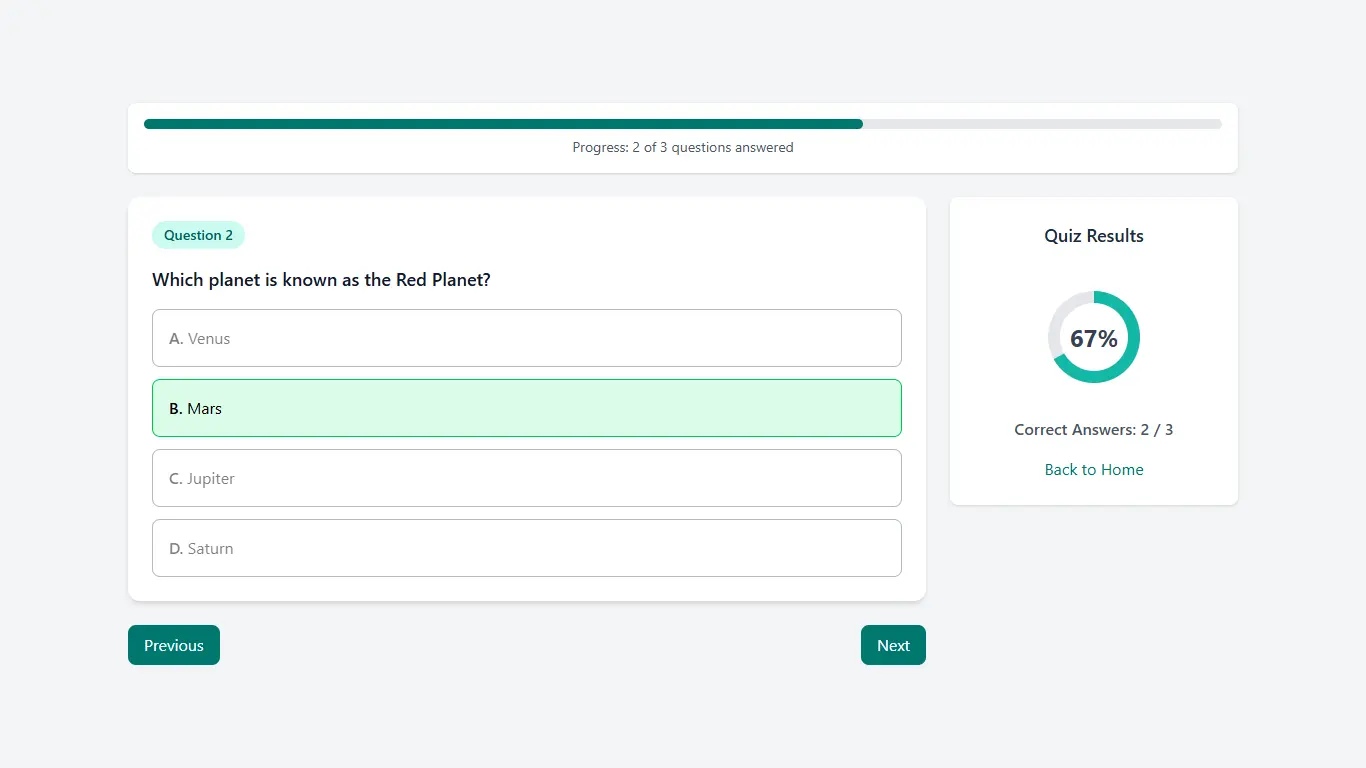 Progress: 2 of 3 questions answered
Question 2
Which planet is known as the Red Planet?
A. Venus
B. Mars
C. Jupiter
D. Saturn
Previous
Next
Quiz Results
67%
Correct Answers: 2 / 3
Back to Home